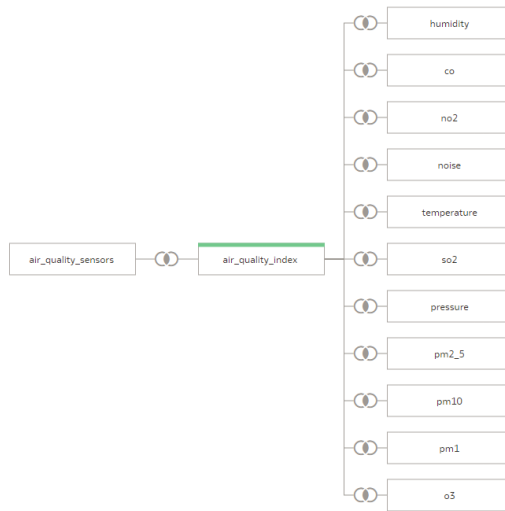 humidity
co
no2
noise
temperature
air_quality_sensors
air_quality_index
so2
pressure
pm2_5
pm10
pm1
o3